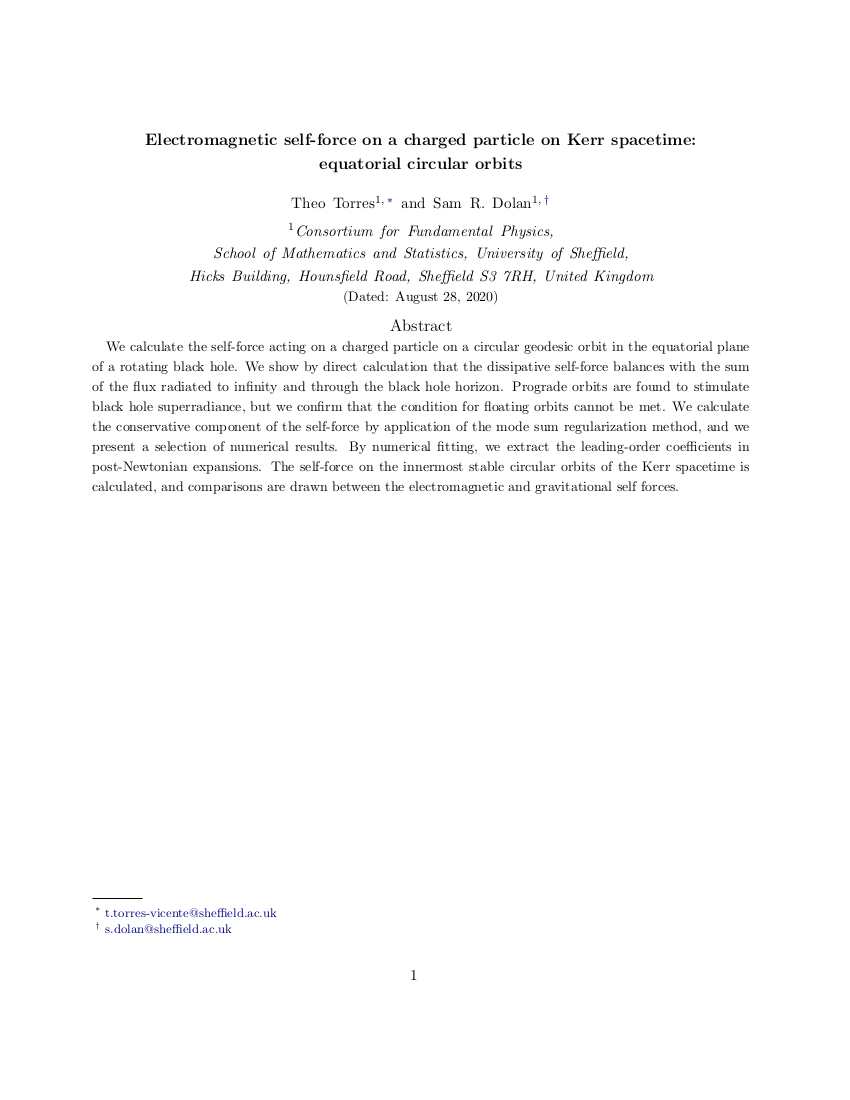 Electromagnetic self-force on a charged particle on Kerr spacetime:
equatorial circular orbits
Theo Torres1, * and Sam R. Dolan1, †
1Consortium for Fundamental Physics,
School of Mathematics and Statistics, University of Sheffield,
Hicks Building, Hounsfield Road, Sheffield S3 7RH, United Kingdom
(Dated: August 28, 2020)
Abstract
We calculate the self-force acting on a charged particle on a circular geodesic orbit in the equatorial plane
of a rotating black hole. We show by direct calculation that the dissipative self-force balances with the sum
of the flux radiated to infinity and through the black hole horizon. Prograde orbits are found to stimulate
black hole superradiance, but we confirm that the condition for floating orbits cannot be met. We calculate
the conservative component of the self-force by application of the mode sum regularization method, and we
present a selection of numerical results. By numerical fitting, we extract the leading-order coefficients in
post-Newtonian expansions. The self-force on the innermost stable circular orbits of the Kerr spacetime is
calculated, and comparisons are drawn between the electromagnetic and gravitational self forces.
* t.torres-vicente@sheffield.ac.uk
† s.dolan@sheffield.ac.uk
1